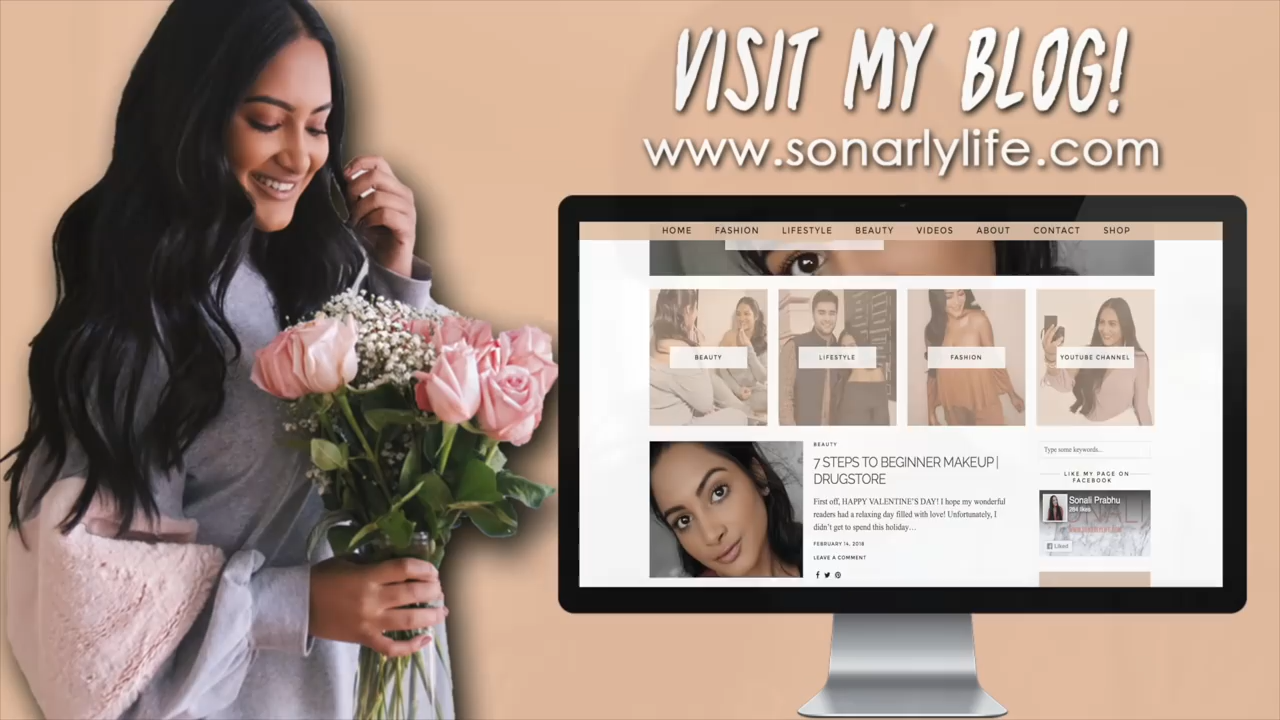 VISIT MY BLOG!
www.sonarlylife.com
HOME FASHION LIFESTYLE BEAUTY VIDEOS ABOUT CONTACT SHOP
BEAUTY
LIFESTYLE
FASHION
YOUTUBE CHANNEL
BEAUTY
7 STEPS TO BEGINNER MAKEUP |
DRUGSTORE
First off, HAPPY VALENTINE'S DAY! I hope my wonderful
readers had a relaxing day filled with love! Unfortunately, I
didn't get to spend this holiday…
FEBRUARY 14, 2018
LEAVE A COMMENT
Type some keywords...
LIKE MY PAGE ON
FACEBOOK
Sonali Prabhu
264 likes
Liked